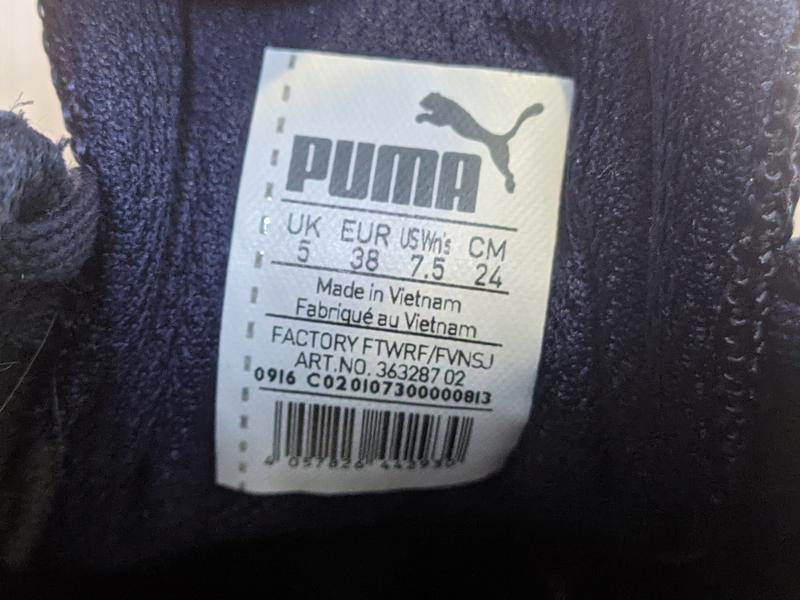 PUMA
UK EUR US Wn's CM
5 38 7.5 24
Made in Vietnam
Fabriqué au Vietnam
FACTORY FTWRF/FVNSJ
ART.NO. 363287 02
0916 C020107300000813